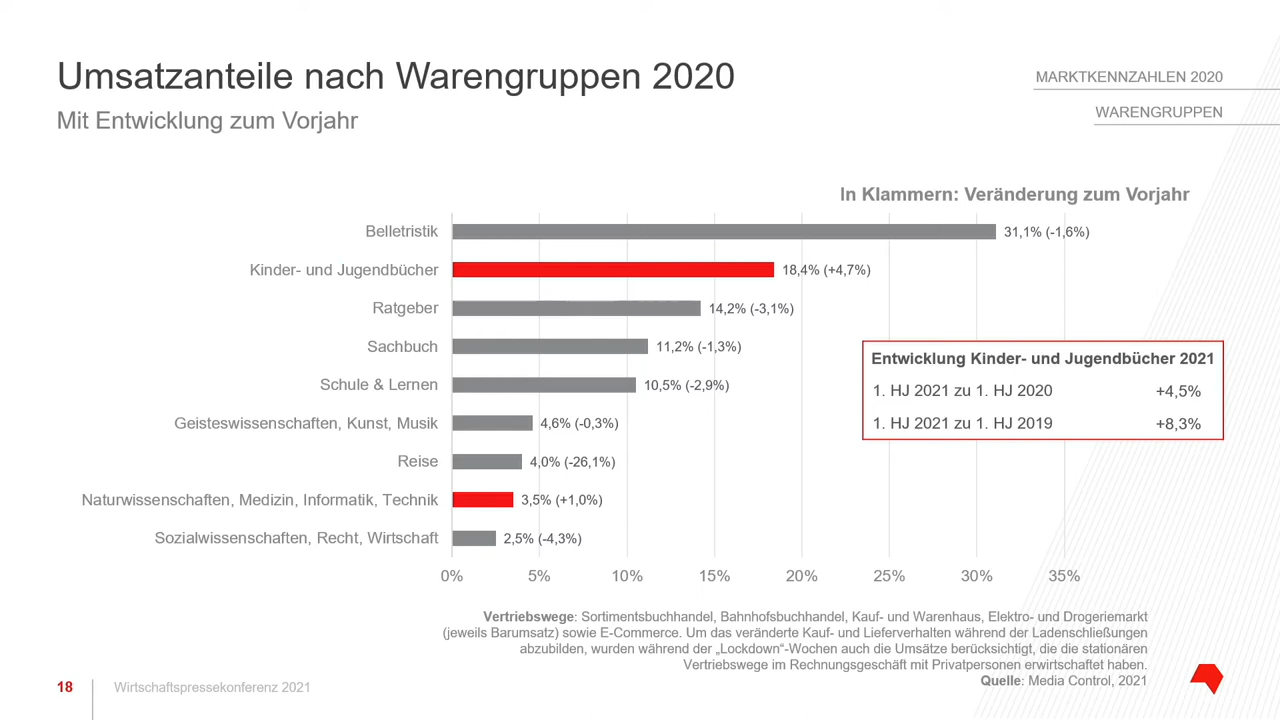 Umsatzanteile nach Warengruppen 2020
Mit Entwicklung zum Vorjahr
MARKTKENNZAHLEN 2020
WARENGRUPPEN
In Klammern: Veränderung zum Vorjahr
Belletristik 31,1% (-1,6%)
Kinder- und Jugendbücher 18,4% (+4,7%)
Ratgeber 14,2% (-3,1%)
Sachbuch 11,2% (-1,3%)
Schule & Lernen 10,5% (-2,9%)
Geisteswissenschaften, Kunst, Musik 4,6% (-0,3%)
Reise 4,0% (-26,1%)
Naturwissenschaften, Medizin, Informatik, Technik 3,5% (+1,0%)
Sozialwissenschaften, Recht, Wirtschaft 2,5% (-4,3%)
0% 5% 10% 15% 20% 25% 30% 35%
Entwicklung Kinder- und Jugendbücher 2021
1. HJ 2021 zu 1. HJ 2020 +4,5%
1. HJ 2021 zu 1. HJ 2019 +8,3%
Vertriebswege: Sortimentsbuchhandel, Bahnhofsbuchhandel, Kauf- und Warenhaus, Elektro- und Drogeriemarkt
(jeweils Barumsatz) sowie E-Commerce. Um das veränderte Kauf- und Lieferverhalten während der Ladenschließungen
abzubilden, wurden während der „Lockdown“-Wochen auch die Umsätze berücksichtigt, die die stationären
Vertriebswege im Rechnungsgeschäft mit Privatpersonen erwirtschaftet haben.
Quelle: Media Control, 2021
18 Wirtschaftspressekonferenz 2021